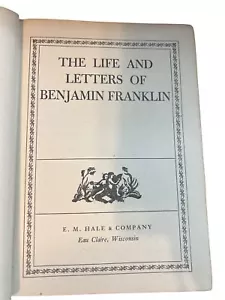 THE LIFE AND
LETTERS OF
BENJAMIN FRANKLIN
E. M. HALE & COMPANY
Eau Claire, Wisconsin